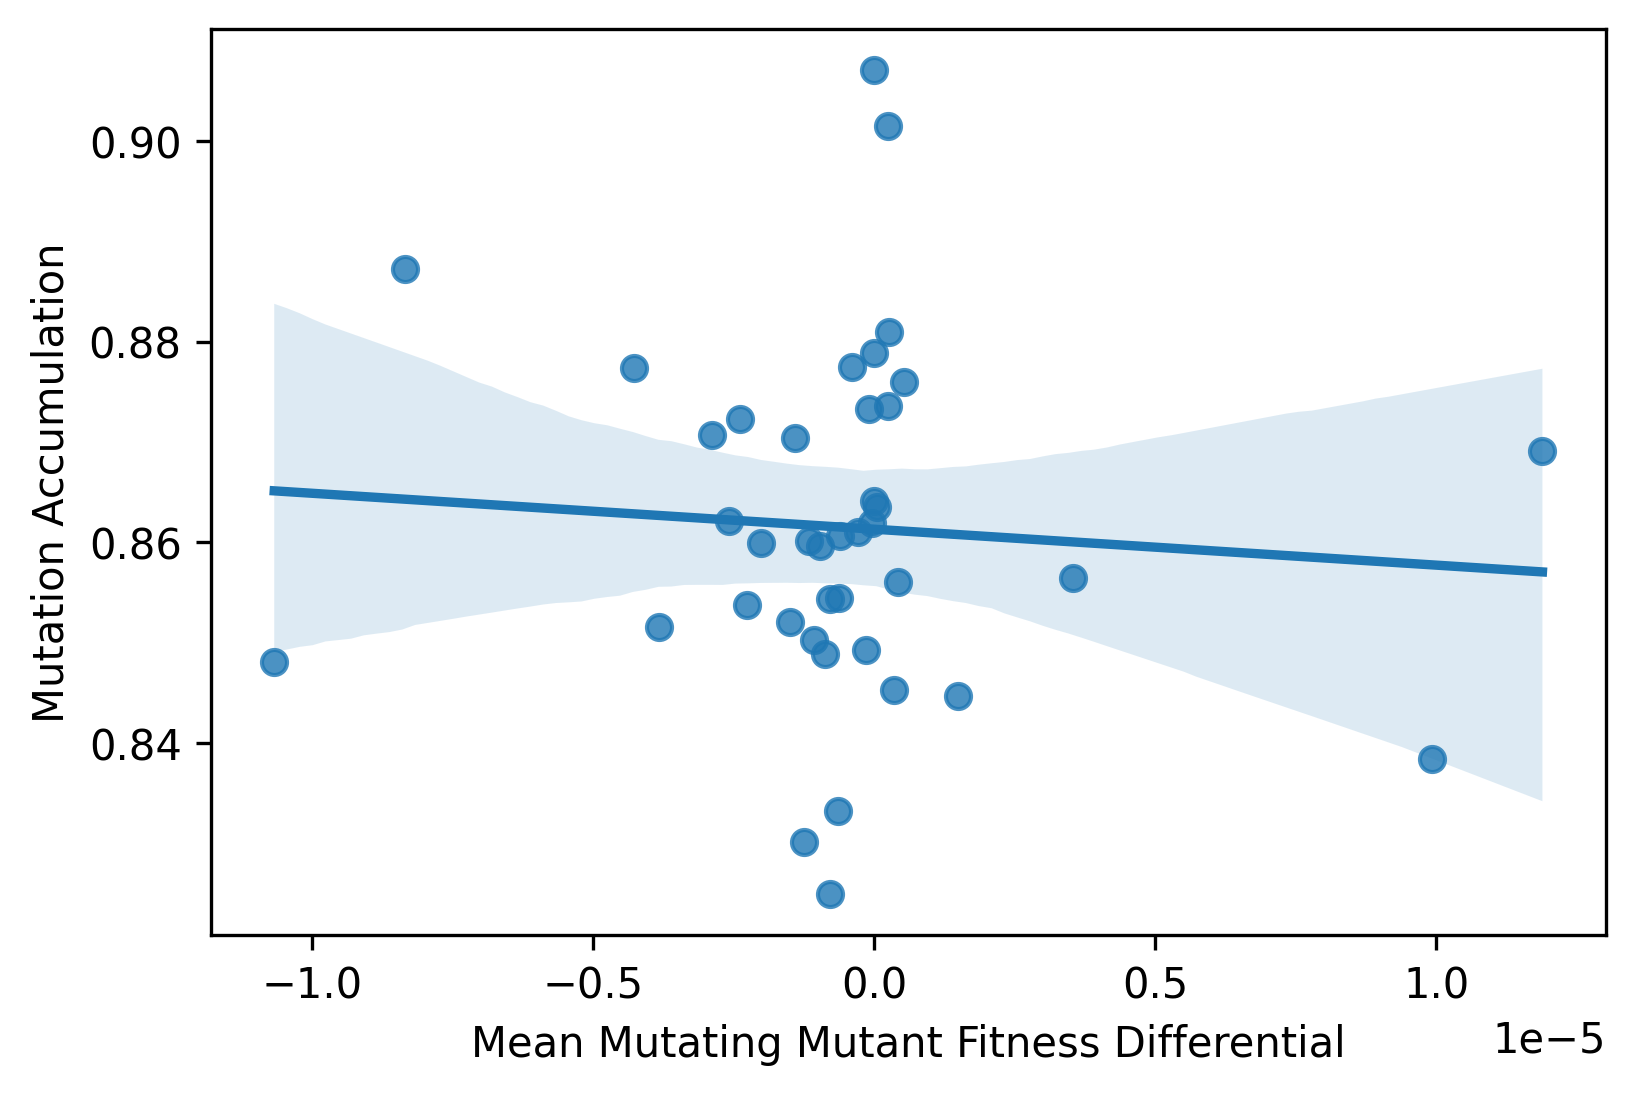 Mutation Accumulation
0.90
0.88
0.86
0.84
−1.0 −0.5 0.0 0.5 1.0
Mean Mutating Mutant Fitness Differential
1e−5